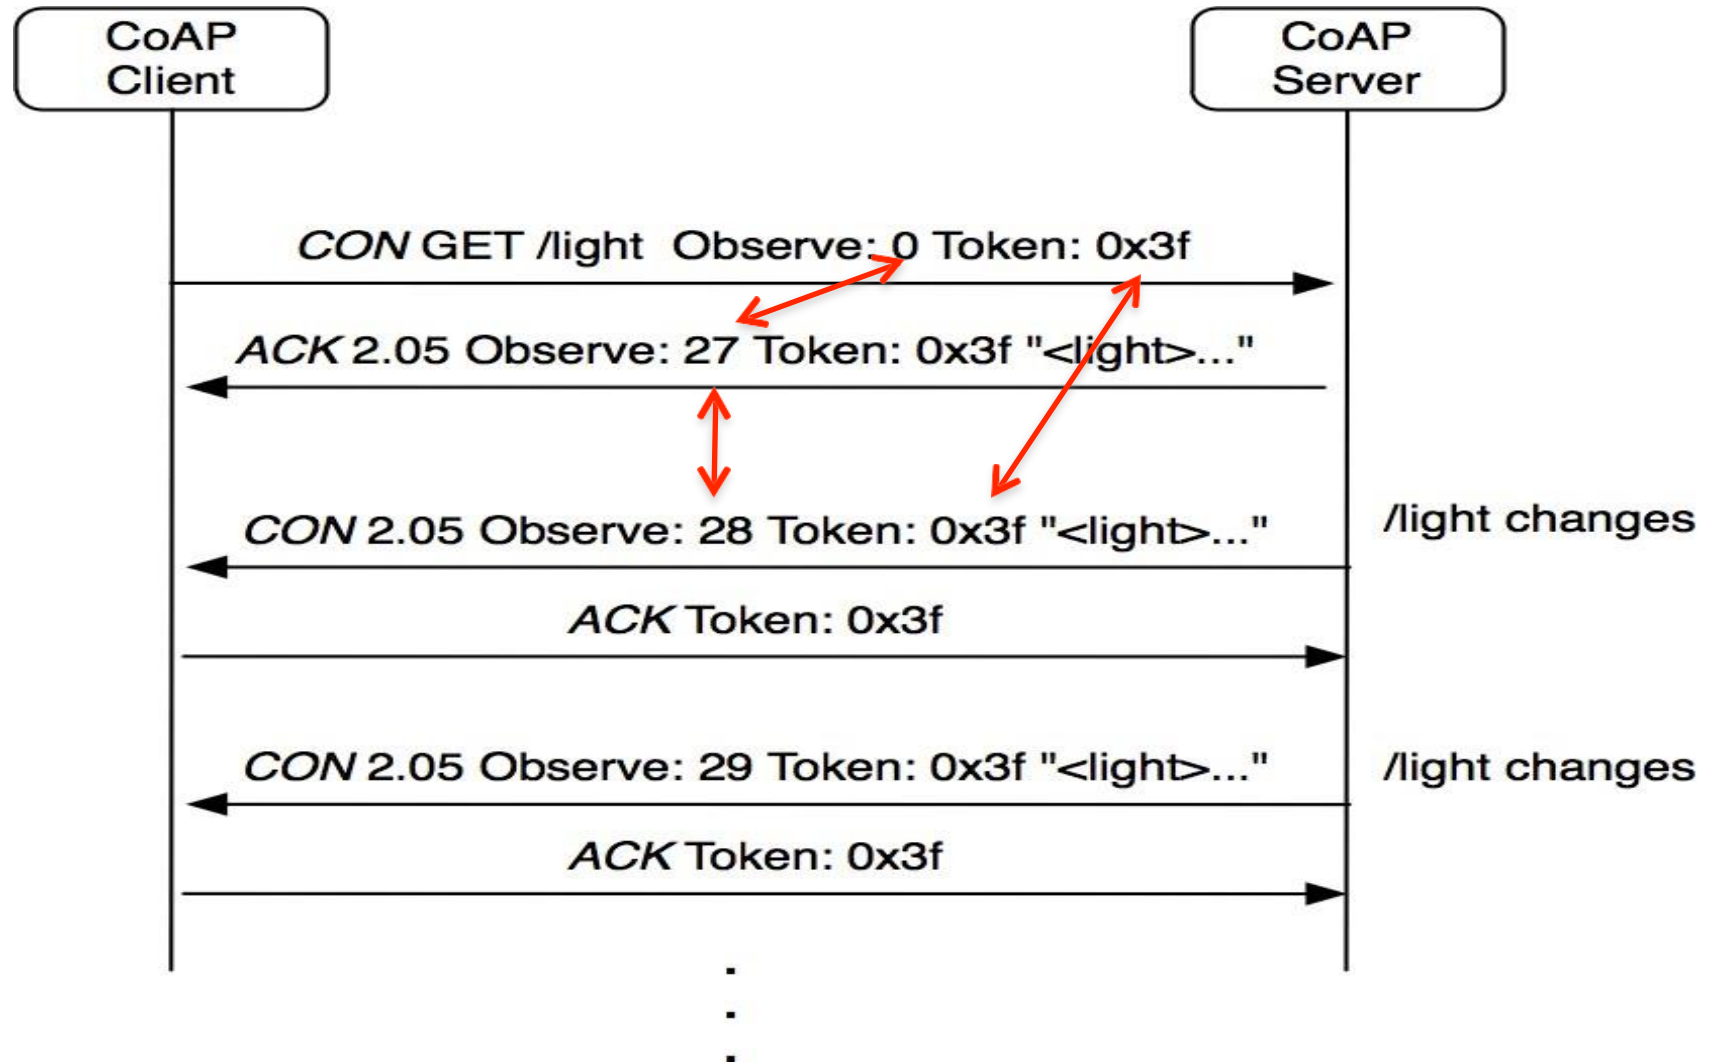 CoAP
Client
CoAP
Server
CON GET /light Observe: 0 Token: 0x3f
ACK 2.05 Observe: 27 Token: 0x3f "<light>..."
CON 2.05 Observe: 28 Token: 0x3f "<light>..."
/light changes
ACK Token: 0x3f
CON 2.05 Observe: 29 Token: 0x3f "<light>..."
/light changes
ACK Token: 0x3f